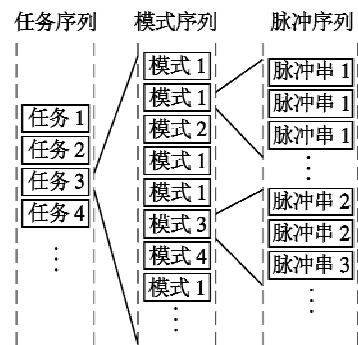 任务序列 模式序列 脉冲序列
任务 1
任务 2
任务 3
任务 4
⋮
模式 1
模式 1
模式 2
模式 1
模式 1
模式 3
模式 4
模式 1
⋮
脉冲串 1
脉冲串 1
脉冲串 1
⋮
脉冲串 2
脉冲串 2
脉冲串 3
⋮